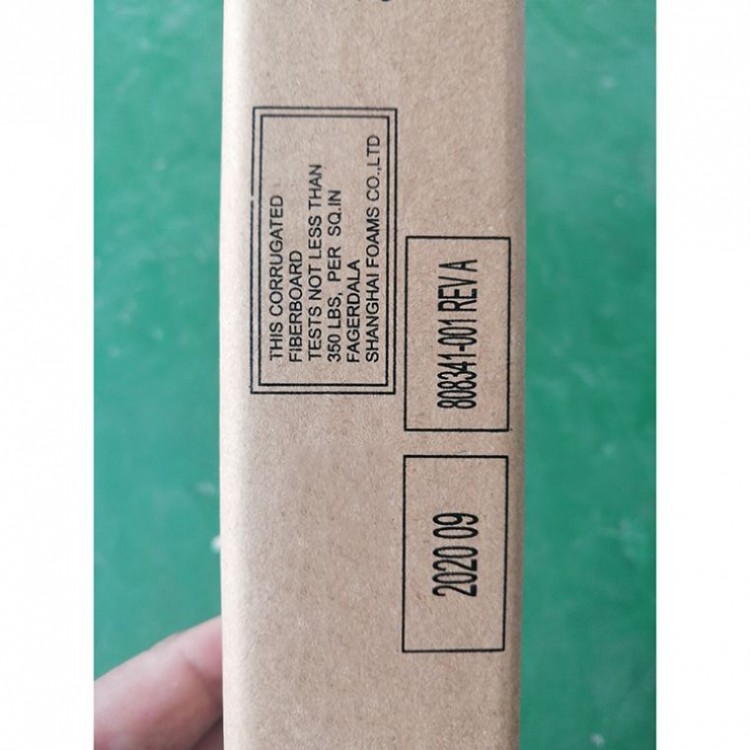 THIS CORRUGATED
FIBERBOARD
TESTS NOT LESS THAN
350 LBS, PER SQ.IN
FAGERDALA
SHANGHAI FOAMS CO.,LTD
808341-001 REV A
2020 09